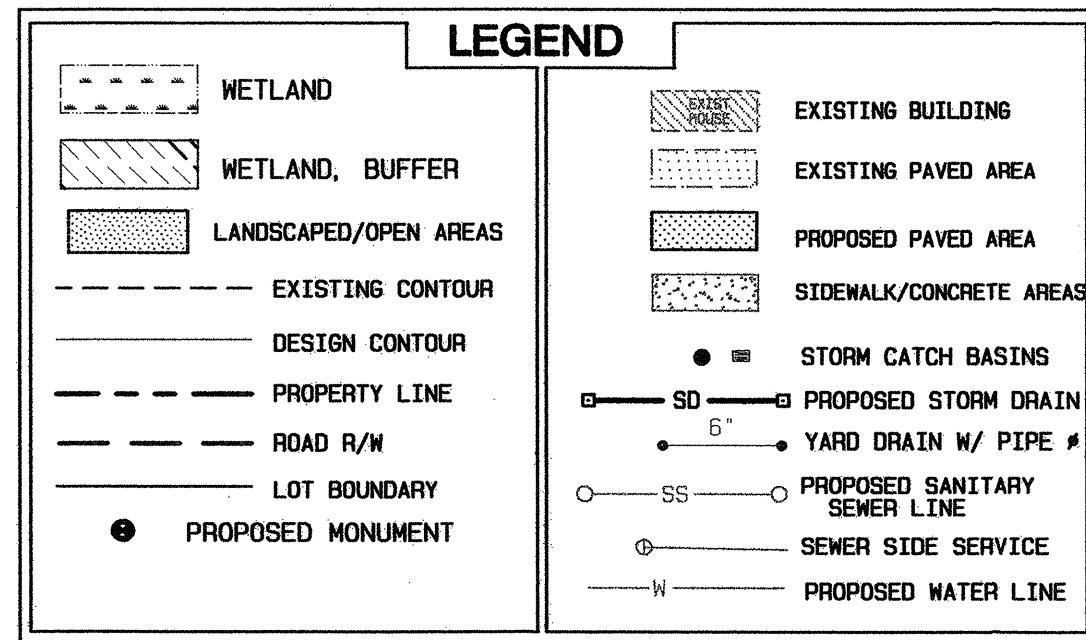 LEGEND
WETLAND
WETLAND, BUFFER
LANDSCAPED/OPEN AREAS
EXISTING CONTOUR
DESIGN CONTOUR
PROPERTY LINE
ROAD R/W
LOT BOUNDARY
PROPOSED MONUMENT
EXIST
HOUSE
EXISTING BUILDING
EXISTING PAVED AREA
PROPOSED PAVED AREA
SIDEWALK/CONCRETE AREAS
STORM CATCH BASINS
SD PROPOSED STORM DRAIN
6" YARD DRAIN W/ PIPE ø
SS PROPOSED SANITARY
SEWER LINE
SEWER SIDE SERVICE
W PROPOSED WATER LINE